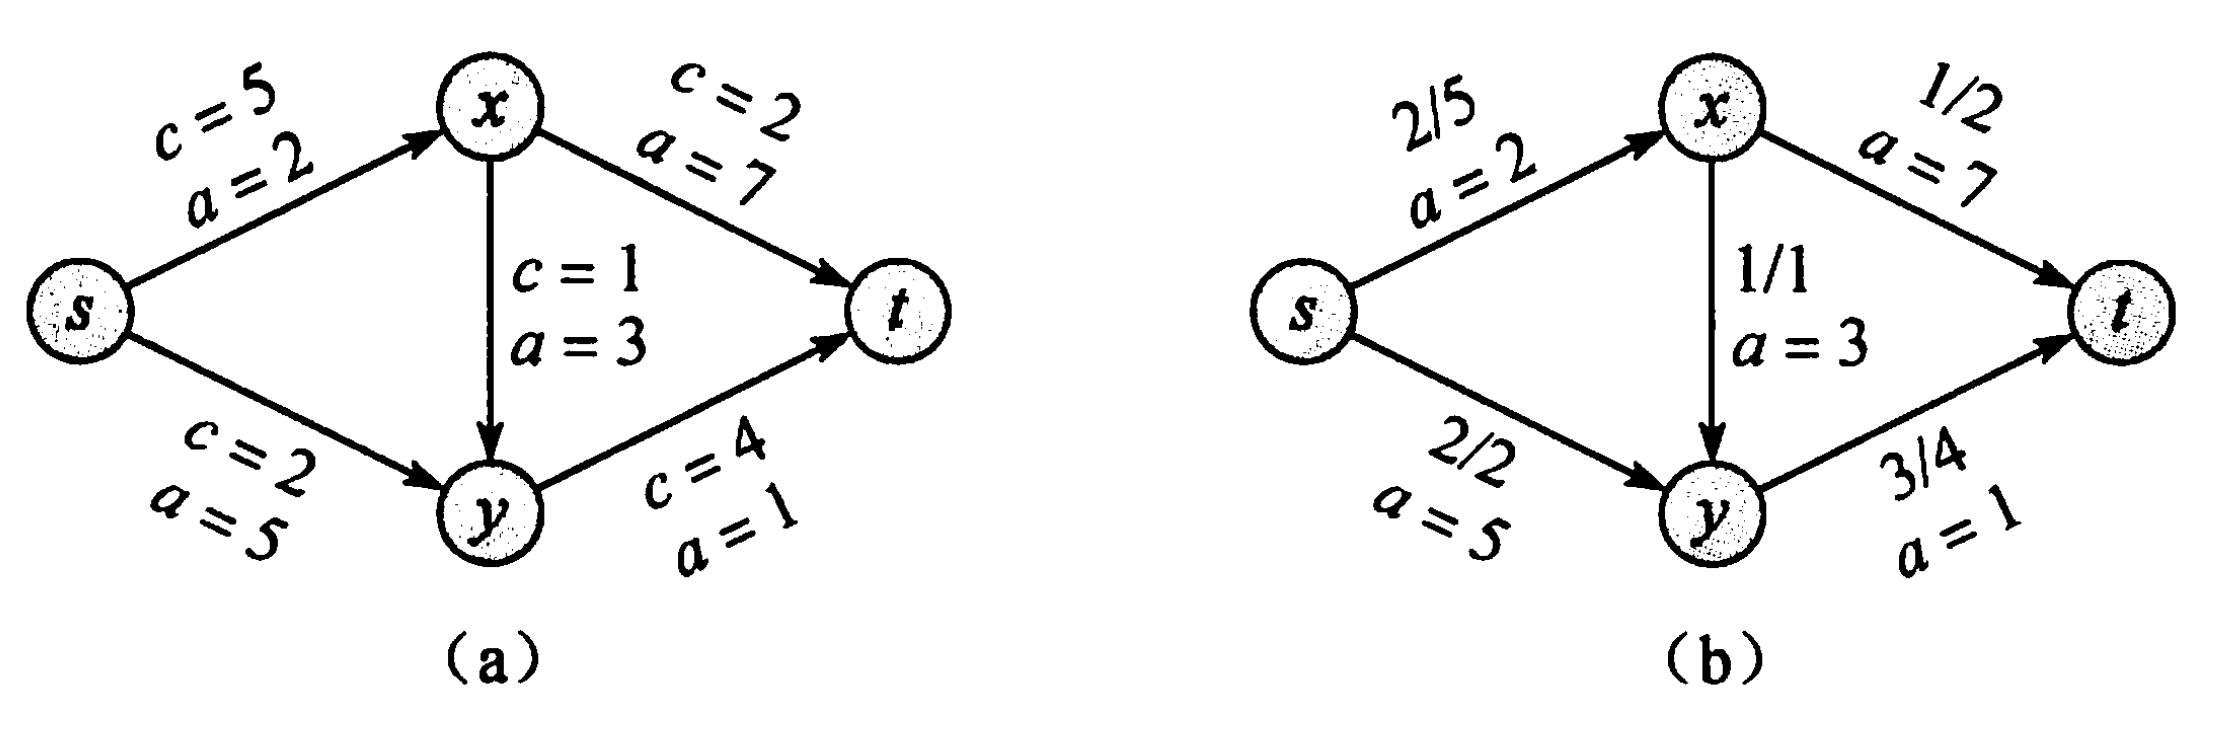 c = 5
a = 2
x
c = 2
a = 7
s
c = 1
a = 3
t
c = 2
a = 5
y
c = 4
a = 1
(a)
2/5
a = 2
x
1/2
a = 7
s
1/1
a = 3
t
2/2
a = 5
y
3/4
a = 1
(b)